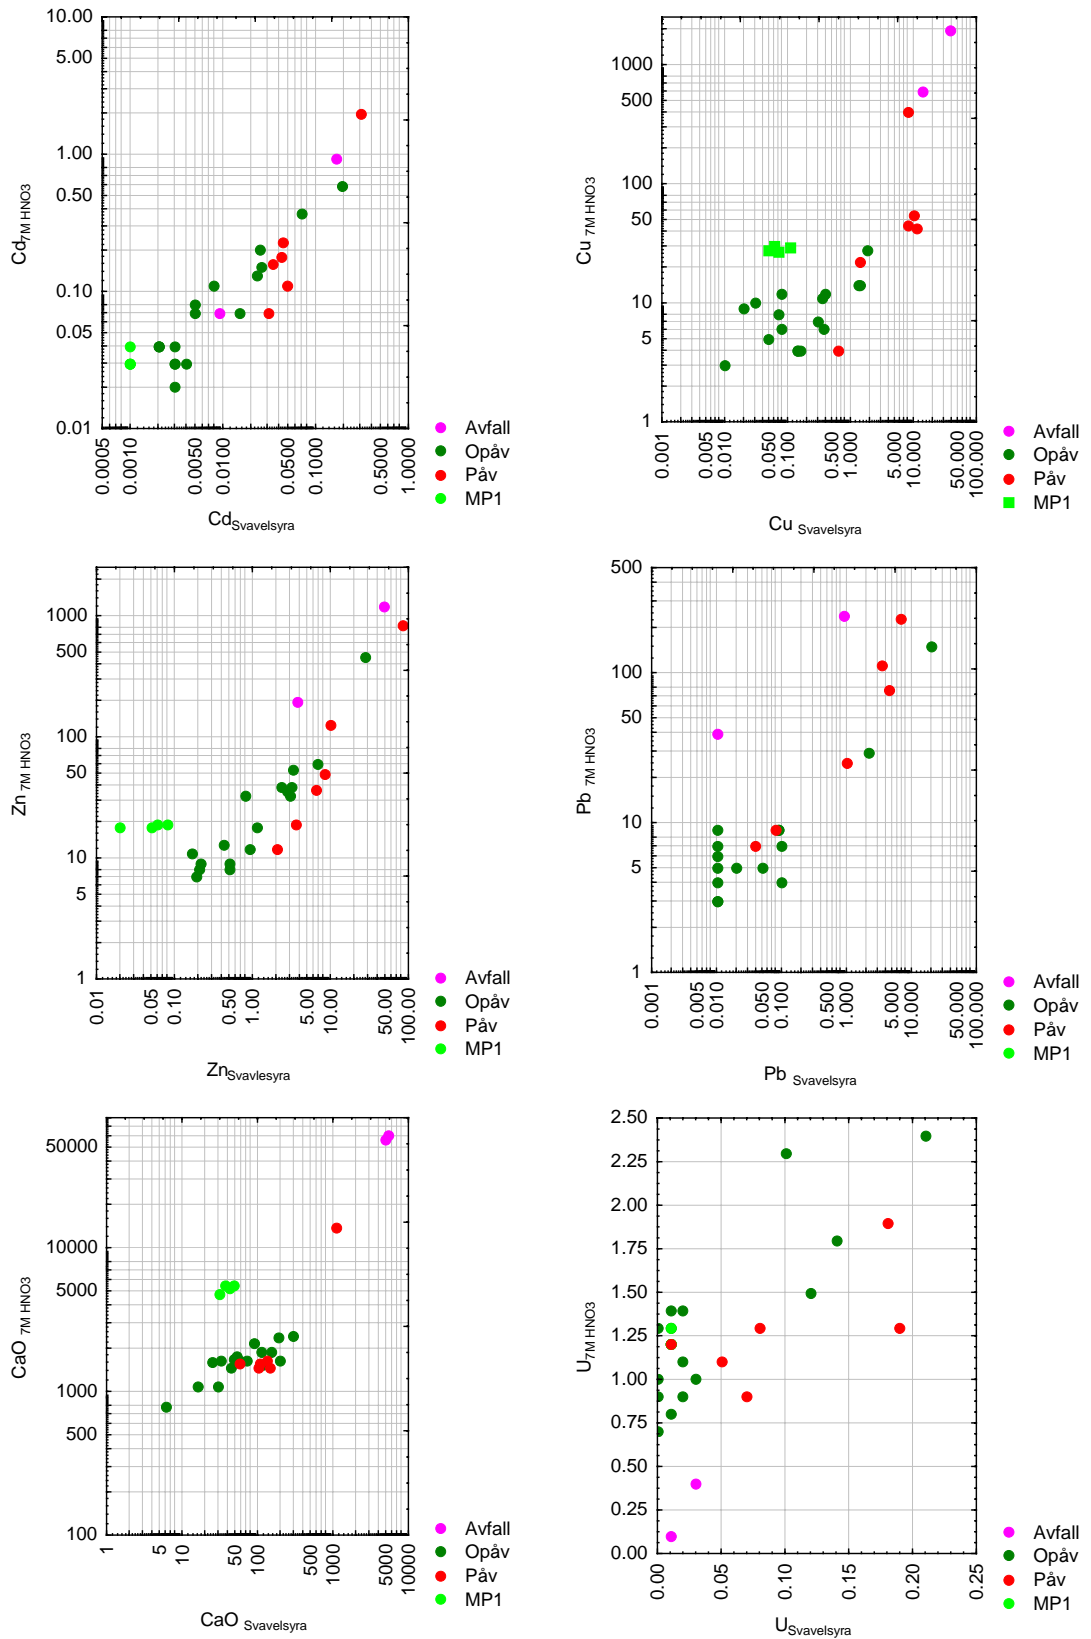 10.00
5.00
1.00
0.50
0.10
0.05
0.01
Cd7M HNO3
0.0005
0.0010
0.0050
0.0100
0.0500
0.1000
0.5000
1.0000
CdSvavelsyra
Avfall
Opåv
Påv
MP1
1000
500
100
50
10
5
1
Cu 7M HNO3
0.001
0.010
0.050
0.100
0.500
1.000
5.000
10.000
50.000
100.000
Cu Svavelsyra
Avfall
Opåv
Påv
MP1
1000
500
100
50
10
5
1
Zn 7M HNO3
0.01
0.05
0.10
0.50
1.00
5.00
10.00
50.00
100.00
ZnSvavlesyra
Avfall
Opåv
Påv
MP1
500
100
50
10
5
1
Pb 7M HNO3
0.001
0.005
0.010
0.050
0.100
0.500
1.000
5.000
10.000
50.000
100.000
Pb Svavelsyra
Avfall
Opåv
Påv
MP1
50000
10000
5000
1000
500
100
CaO 7M HNO3
1
5
10
50
100
500
1000
5000
10000
CaO Svavelsyra
Avfall
Opåv
Påv
MP1
2.50
2.25
2.00
1.75
1.50
1.25
1.00
0.75
0.50
0.25
0.00
U7M HNO3
0.00
0.05
0.10
0.15
0.20
0.25
USvavelsyra
Avfall
Opåv
Påv
MP1